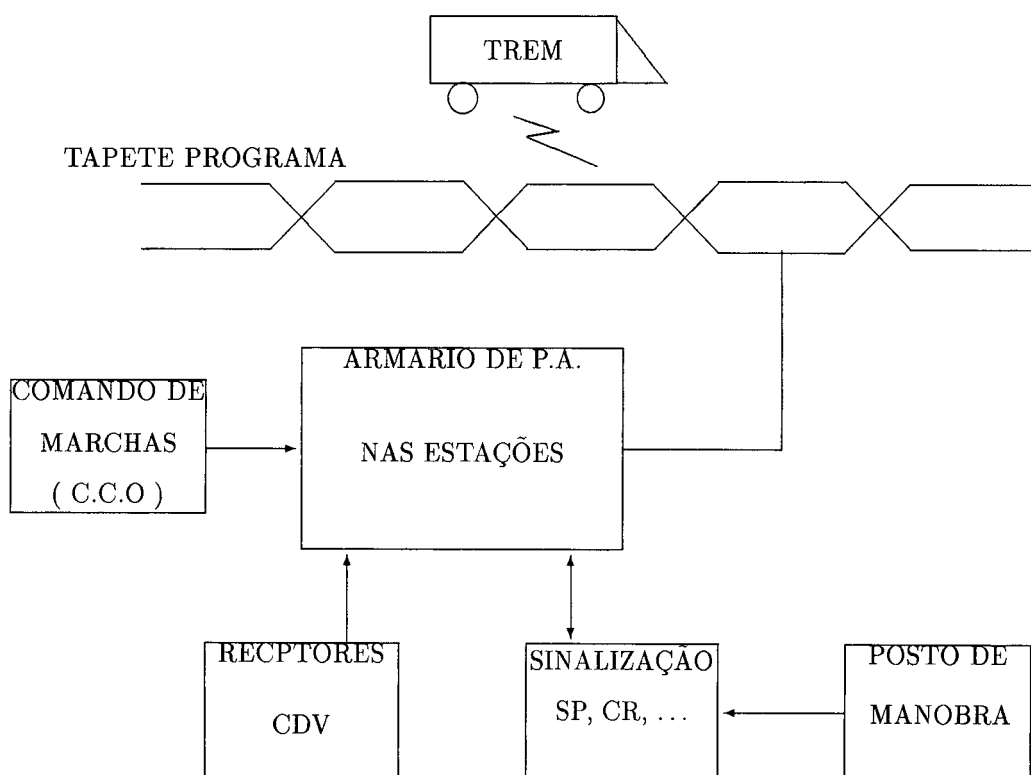 TREM
TAPETE PROGRAMA
ARMARIO DE P.A.
NAS ESTAÇÕES
COMANDO DE
MARCHAS
( C.C.O )
RECPTORES
CDV
SINALIZAÇÃO
SP, CR, ...
POSTO DE
MANOBRA